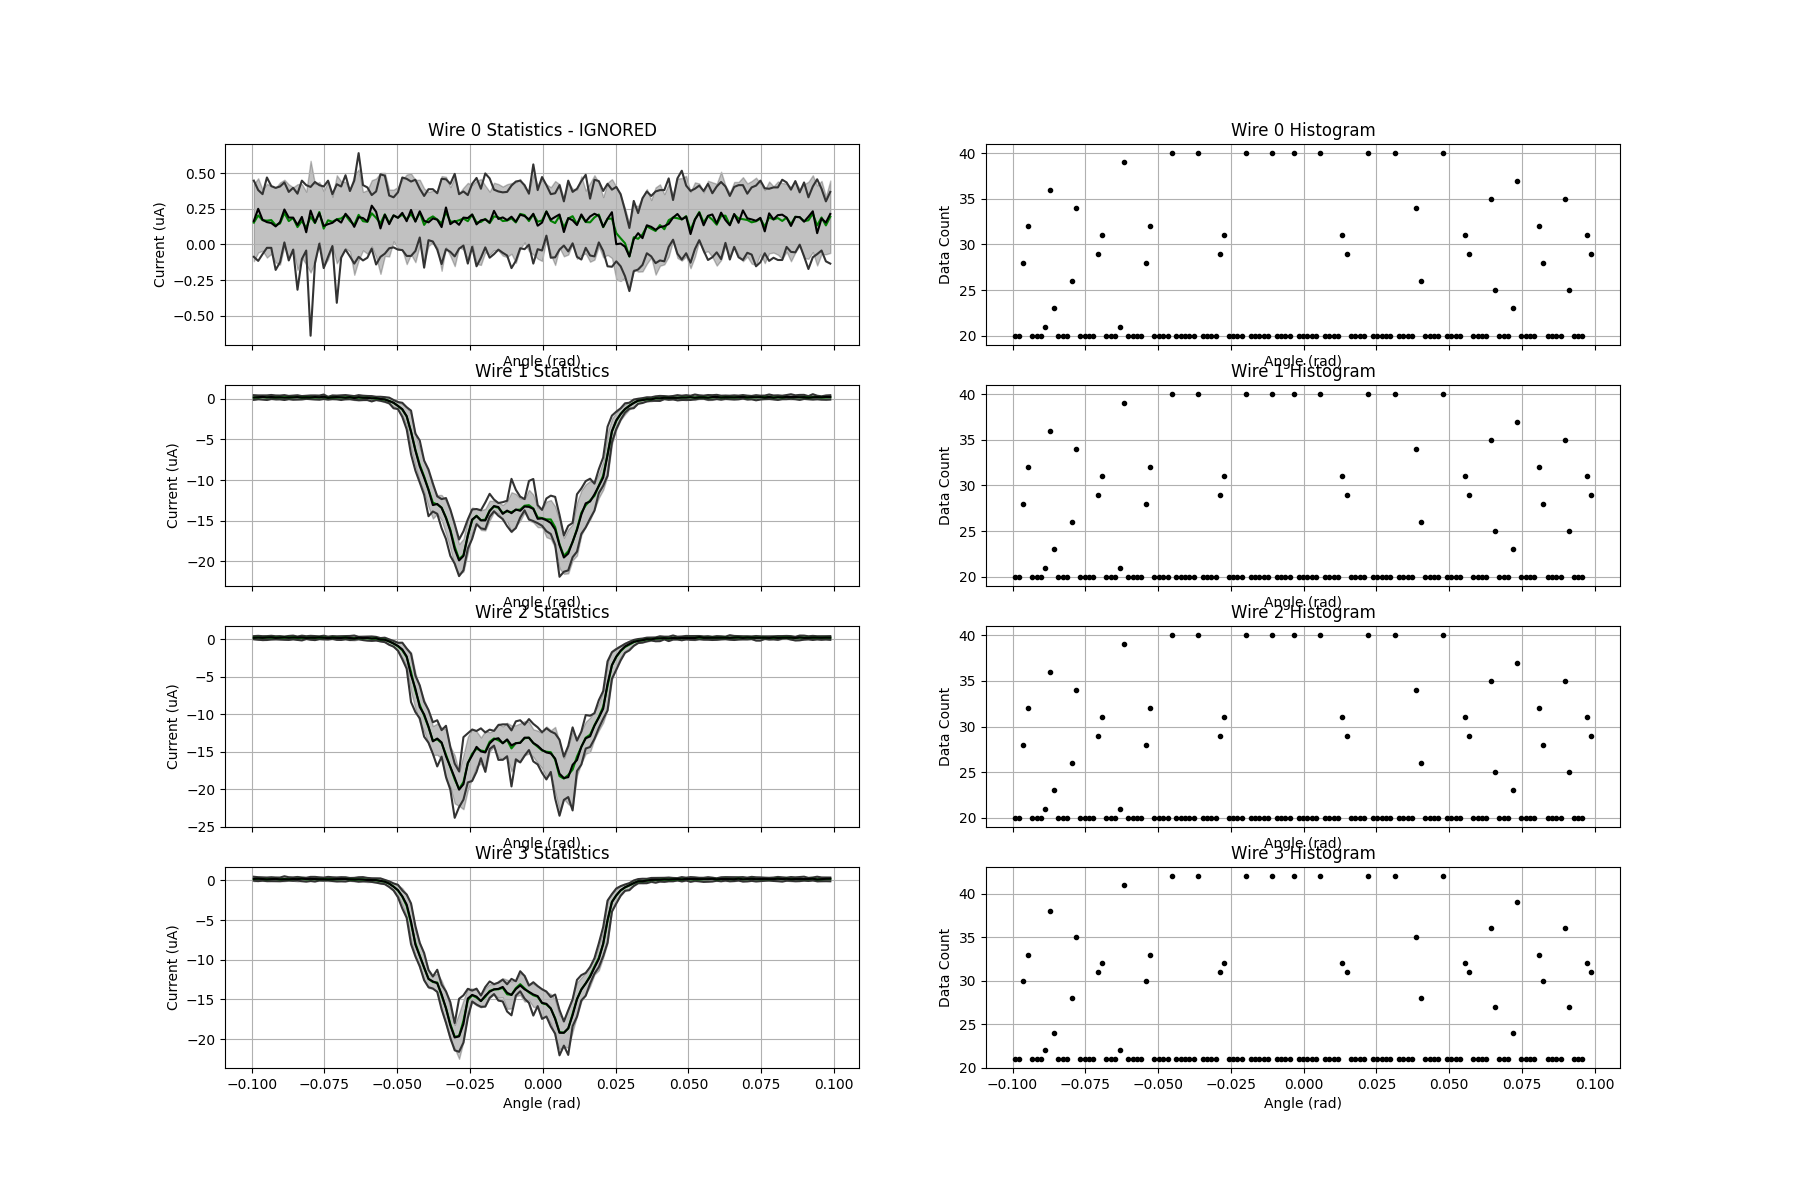 Wire 0 Statistics - IGNORED
Current (uA)
0.50
0.25
0.00
−0.25
−0.50
Angle (rad)
Wire 0 Histogram
Data Count
40
35
30
25
20
Angle (rad)
Wire 1 Statistics
Current (uA)
0
−5
−10
−15
−20
Angle (rad)
Wire 1 Histogram
Data Count
40
35
30
25
20
Angle (rad)
Wire 2 Statistics
Current (uA)
0
−5
−10
−15
−20
−25
Angle (rad)
Wire 2 Histogram
Data Count
40
35
30
25
20
Angle (rad)
Wire 3 Statistics
Current (uA)
0
−5
−10
−15
−20
−0.100 −0.075 −0.050 −0.025 0.000 0.025 0.050 0.075 0.100
Angle (rad)
Wire 3 Histogram
Data Count
40
35
30
25
20
−0.100 −0.075 −0.050 −0.025 0.000 0.025 0.050 0.075 0.100
Angle (rad)